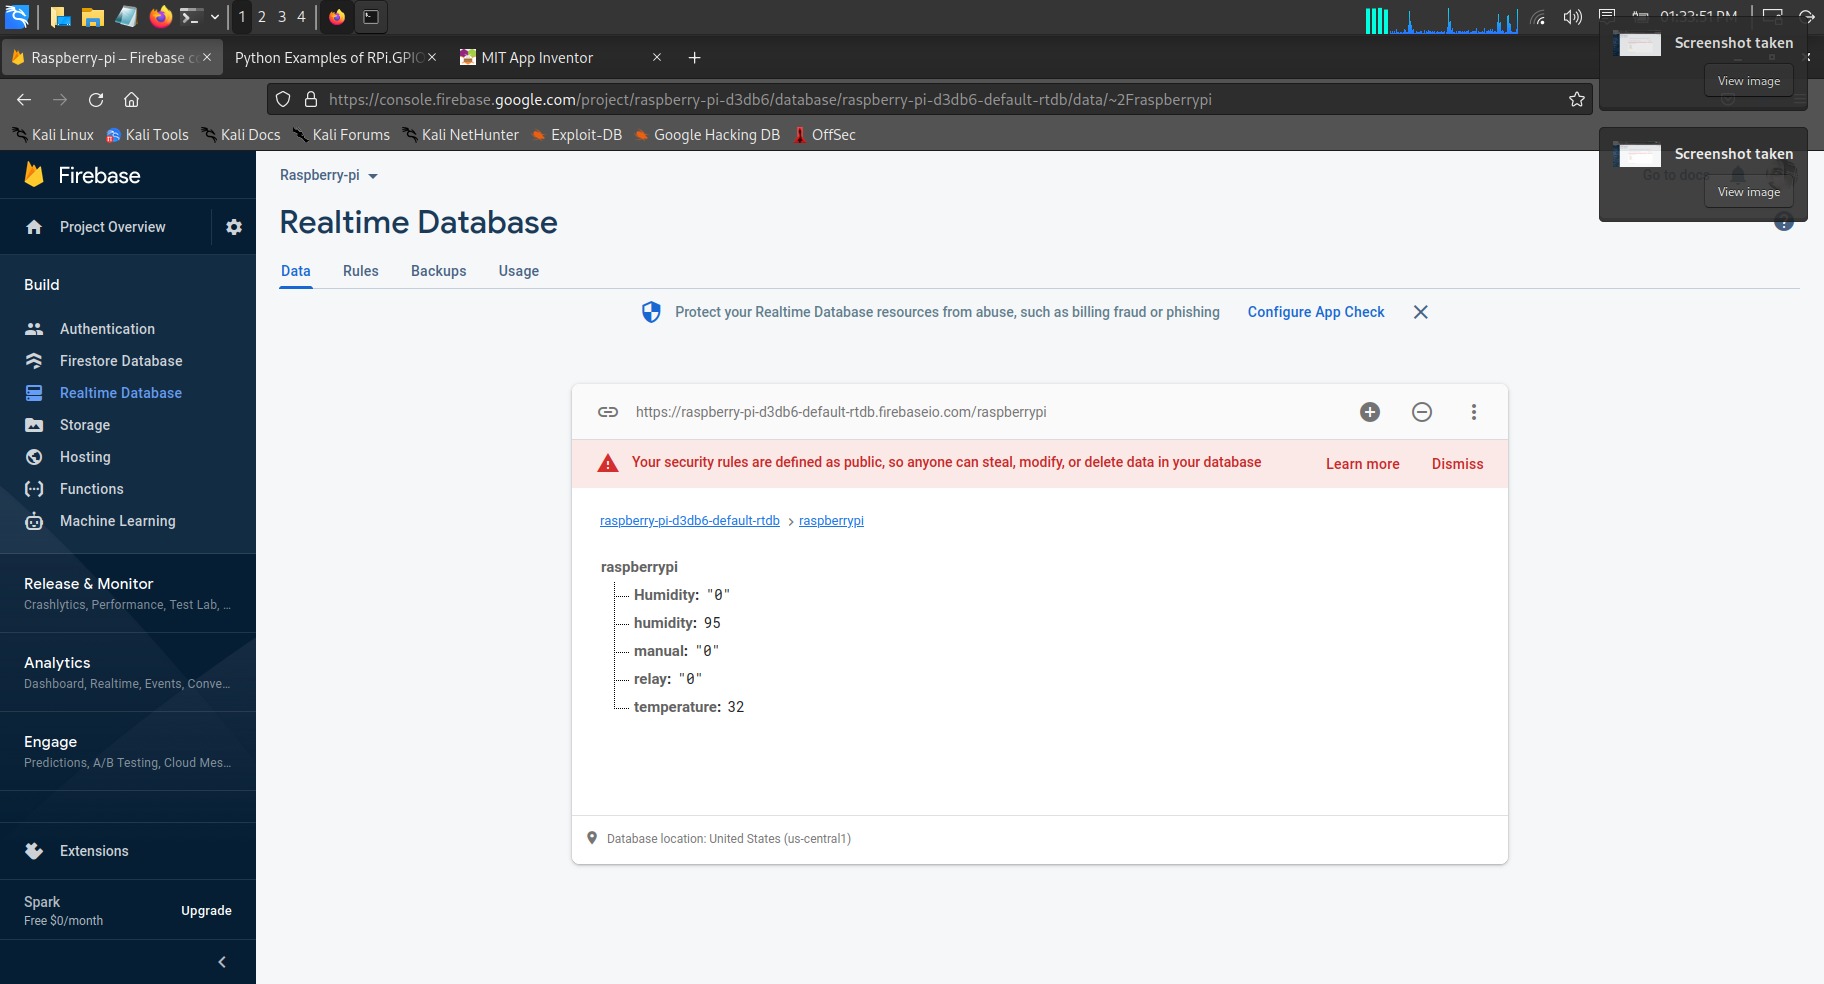 1 2 3 4
01:33:51 PM
Raspberry-pi – Firebase co
Python Examples of RPi.GPIO
MIT App Inventor
Screenshot taken
View image
https://console.firebase.google.com/project/raspberry-pi-d3db6/database/raspberry-pi-d3db6-default-rtdb/data/~2Fraspberrypi
Kali Linux Kali Tools Kali Docs Kali Forums Kali NetHunter Exploit-DB Google Hacking DB OffSec
Screenshot taken
View image
Go to docs
Firebase
Project Overview
Build
Authentication
Firestore Database
Realtime Database
Storage
Hosting
Functions
Machine Learning
Release & Monitor
Crashlytics, Performance, Test Lab, ...
Analytics
Dashboard, Realtime, Events, Conve...
Engage
Predictions, A/B Testing, Cloud Mes...
Extensions
Spark
Free $0/month
Upgrade
Raspberry-pi
Realtime Database
Data Rules Backups Usage
Protect your Realtime Database resources from abuse, such as billing fraud or phishing Configure App Check
https://raspberry-pi-d3db6-default-rtdb.firebaseio.com/raspberrypi
Your security rules are defined as public, so anyone can steal, modify, or delete data in your database Learn more Dismiss
raspberry-pi-d3db6-default-rtdb > raspberrypi
raspberrypi
Humidity: "0"
humidity: 95
manual: "0"
relay: "0"
temperature: 32
Database location: United States (us-central1)